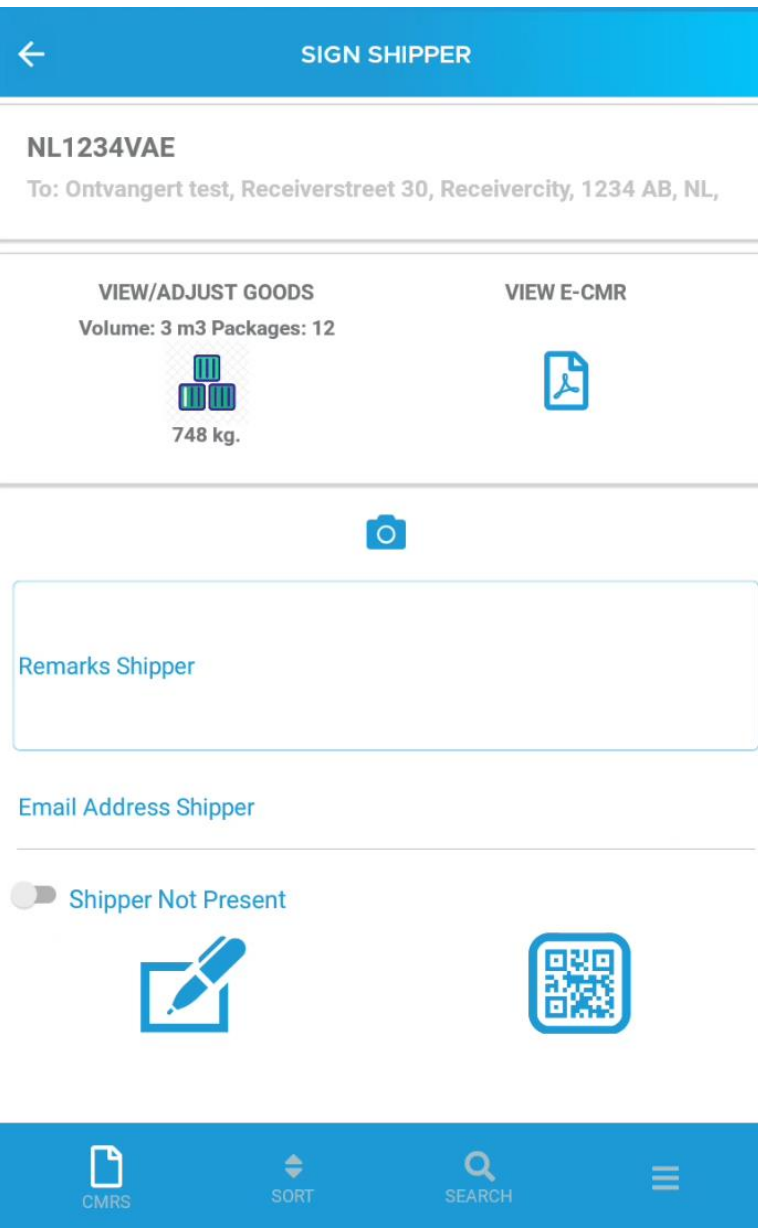 SIGN SHIPPER
NL1234VAE
To: Ontvangert test, Receiverstreet 30, Receivercity, 1234 AB, NL,
VIEW/ADJUST GOODS
Volume: 3 m3 Packages: 12
748 kg.
VIEW E-CMR
Remarks Shipper
Email Address Shipper
Shipper Not Present
CMRS
SORT
SEARCH